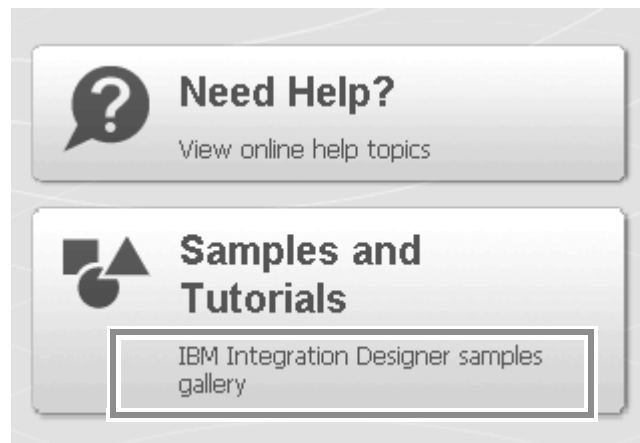 Need Help?
View online help topics
Samples and
Tutorials
IBM Integration Designer samples
gallery